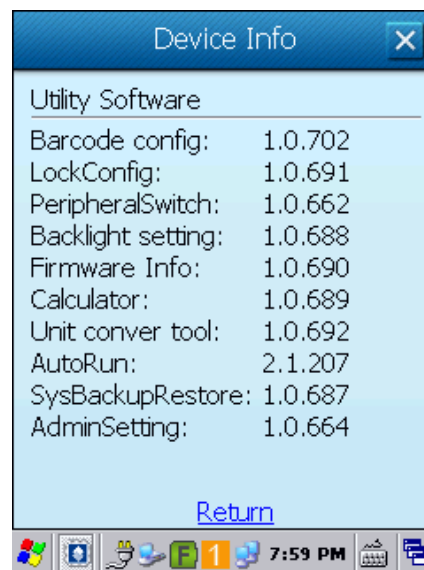 Device Info
Utility Software
Barcode config: 1.0.702
LockConfig: 1.0.691
PeripheralSwitch: 1.0.662
Backlight setting: 1.0.688
Firmware Info: 1.0.690
Calculator: 1.0.689
Unit conver tool: 1.0.692
AutoRun: 2.1.207
SysBackupRestore: 1.0.687
AdminSetting: 1.0.664
Return
F 1 7:59 PM